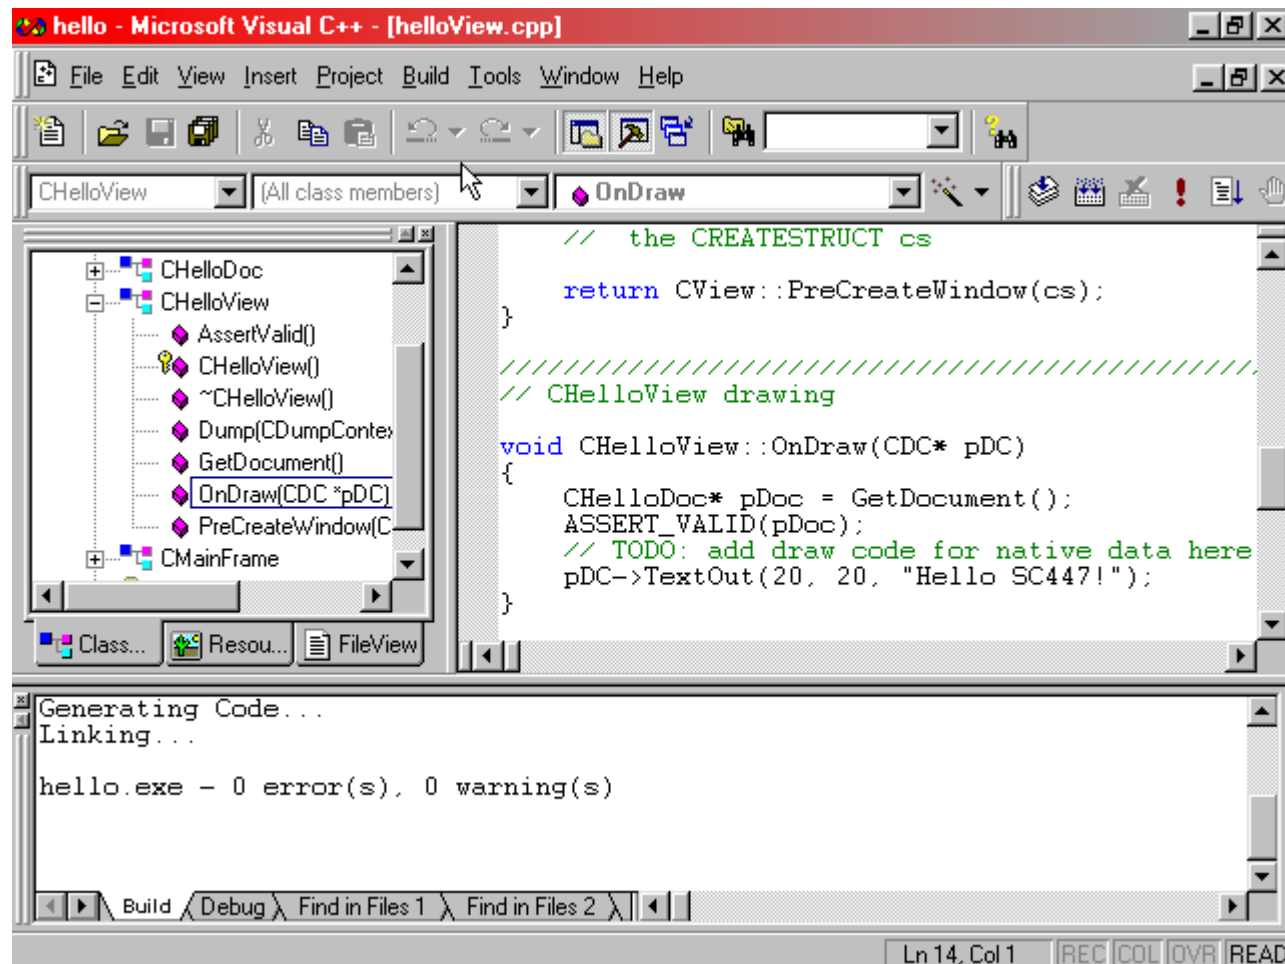 hello - Microsoft Visual C++ - [helloView.cpp]
File Edit View Insert Project Build Tools Window Help
CHelloView (All class members) OnDraw
CHelloDoc
CHelloView
AssertValid()
CHelloView()
~CHelloView()
Dump(CDumpContex
GetDocument()
OnDraw(CDC *pDC)
PreCreateWindow(C
CMainFrame
Class... Resou... FileView
// the CREATESTRUCT cs
return CView::PreCreateWindow(cs);
}
////////////////////////////////////////////////
// CHelloView drawing
void CHelloView::OnDraw(CDC* pDC)
{
CHelloDoc* pDoc = GetDocument();
ASSERT_VALID(pDoc);
// TODO: add draw code for native data here
pDC->TextOut(20, 20, "Hello SC447!");
}
Generating Code...
Linking...
hello.exe - 0 error(s), 0 warning(s)
Build Debug Find in Files 1 Find in Files 2
Ln 14, Col 1 REC COL OVR READ